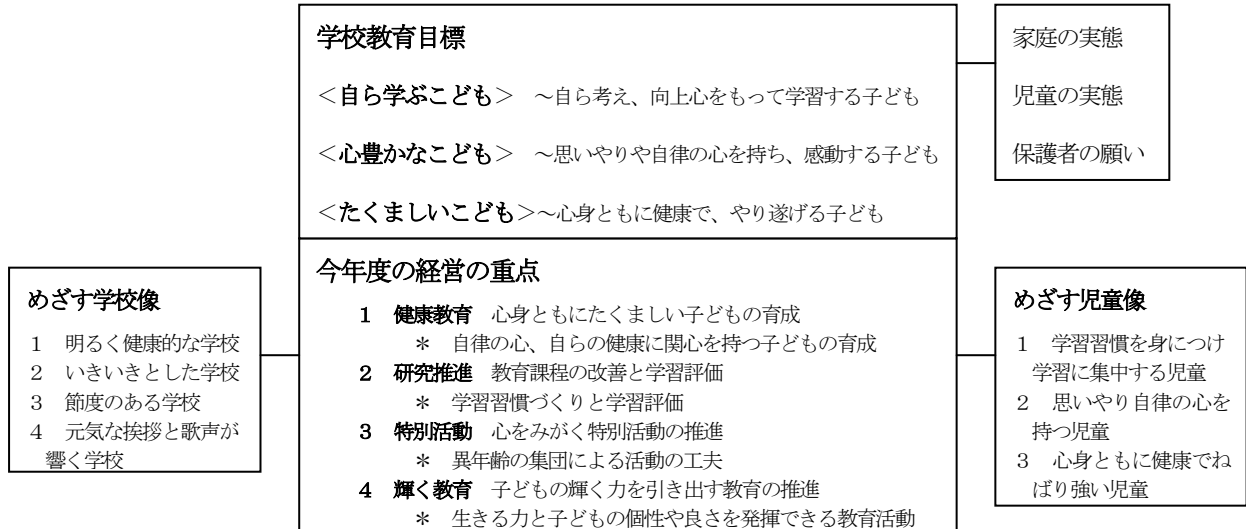 学校教育目標
<自ら学ぶこども> ～自ら考え、向上心をもって学習する子ども
<心豊かなこども> ～思いやりや自律の心を持ち、感動する子ども
<たくましいこども>～心身ともに健康で、やり遂げる子ども
家庭の実態
児童の実態
保護者の願い
めざす学校像
1 明るく健康的な学校
2 いきいきとした学校
3 節度のある学校
4 元気な挨拶と歌声が
響く学校
今年度の経営の重点
1 健康教育 心身ともにたくましい子どもの育成
* 自律の心、自らの健康に関心を持つ子どもの育成
2 研究推進 教育課程の改善と学習評価
* 学習習慣づくりと学習評価
3 特別活動 心をみがく特別活動の推進
* 異年齢の集団による活動の工夫
4 輝く教育 子どもの輝く力を引き出す教育の推進
* 生きる力と子どもの個性や良さを発揮できる教育活動
めざす児童像
1 学習習慣を身につけ
学習に集中する児童
2 思いやり自律の心を
持つ児童
3 心身ともに健康でね
ばり強い児童